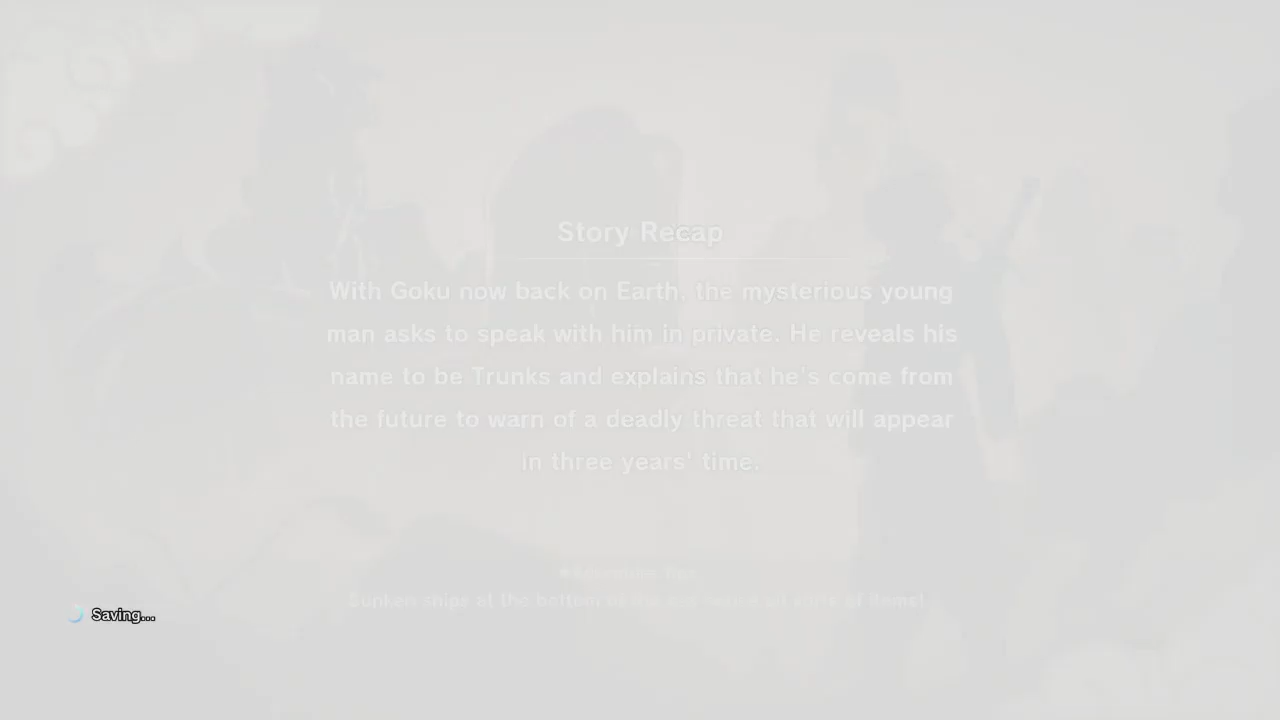 Story Recap
With Goku now back on Earth, the mysterious young
man asks to speak with him in private. He reveals his
name to be Trunks and explains that he's come from
the future to warn of a deadly threat that will appear
in three years' time.
Sunken ships at the bottom of the sea all sorts of items!
Saving...